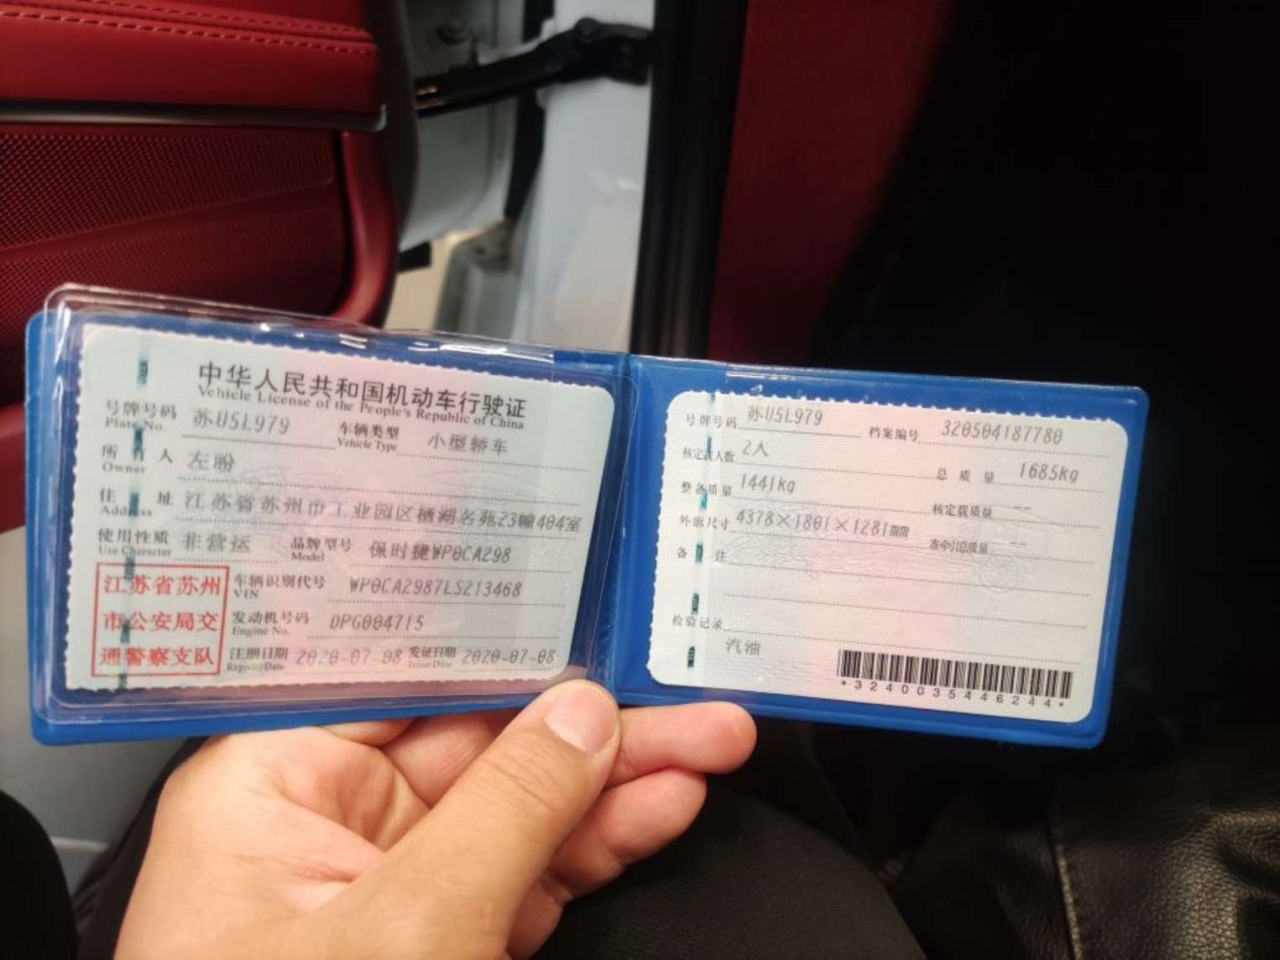 中华人民共和国机动车行驶证
Vehicle License of the People's Republic of China
号牌号码 苏U5L979 车辆类型 小型轿车
Plate No. Vehicle Type
所有人 左盼
Owner
住址 江苏省苏州市工业园区栖湖名苑23幢404室
Address
使用性质 非营运 品牌型号 保时捷WP0CA298
Use Character Model
江苏省苏州
市公安局交
通警察支队
车辆识别代号 WP0CA2987LS213468
VIN
发动机号码 DPG004715
Engine No.
注册日期 2020-07-08 发证日期 2020-07-08
Register Date Issue Date
号牌号码 苏U5L979 档案编号 320504187780
核定载人数 2人 总质量 1685kg
整备质量 1441kg 核定载质量 --
外廓尺寸 4378×1801×1281mm 准牵引总质量 --
备注
检验记录
汽油
*3240035446244*